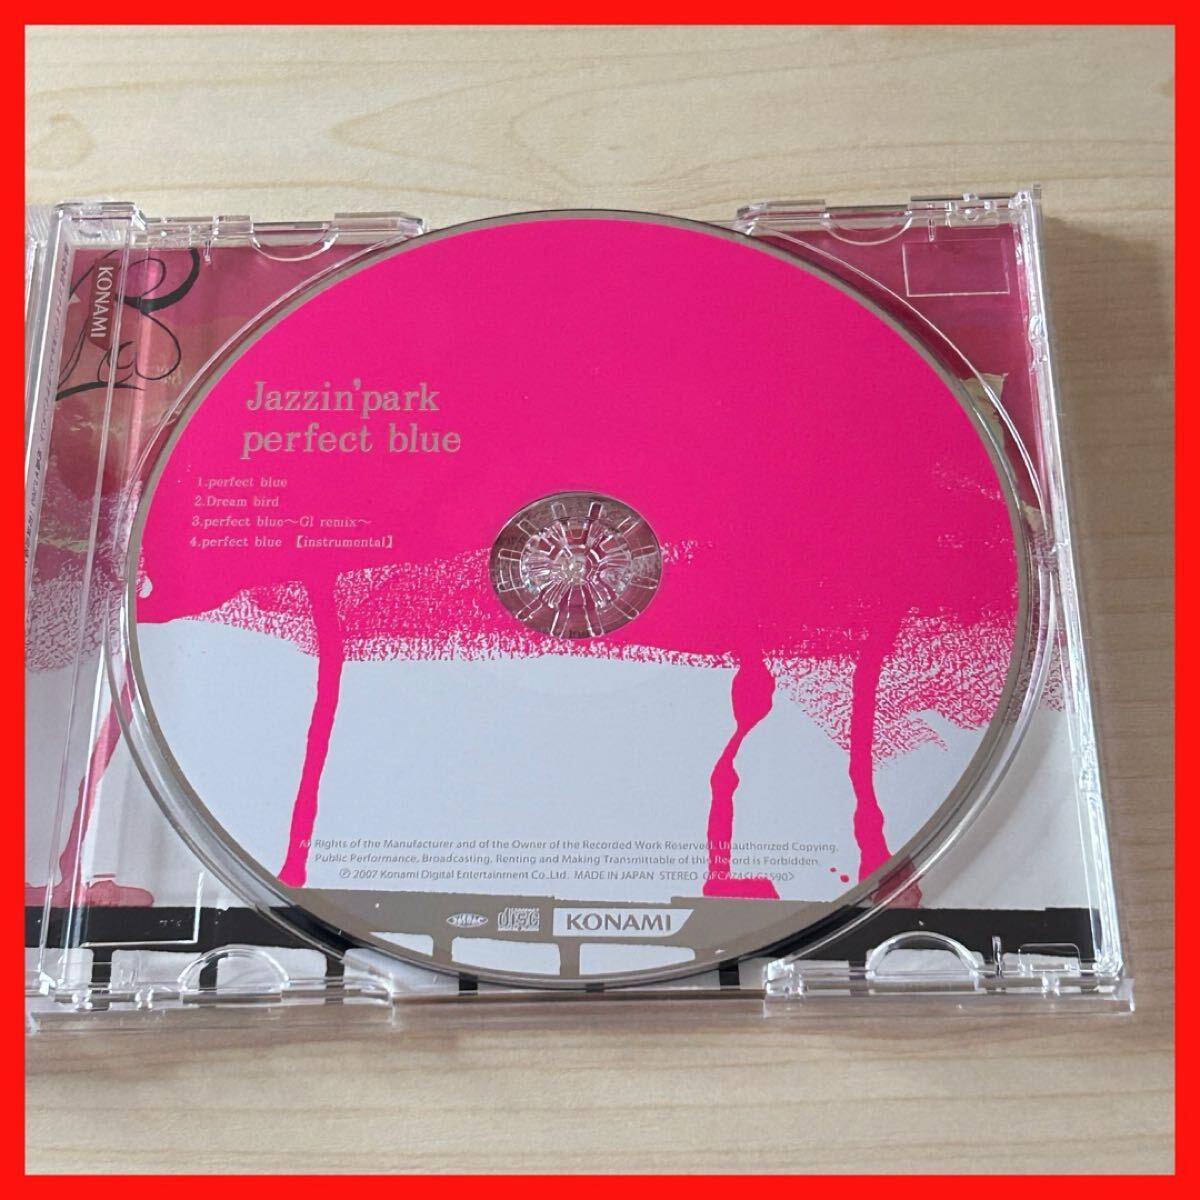 KONAMI
Jazzin'park
perfect blue
1.perfect blue
2.Dream bird
3.perfect blue〜G1 remix〜
4.perfect blue 【instrumental】
All Rights of the Manufacturer and of the Owner of the Recorded Work Reserved. Unauthorized Copying,
Public Performance, Broadcasting, Renting and Making Transmittable of this Record is Forbidden.
Ⓟ 2007 Konami Digital Entertainment Co.,Ltd. MADE IN JAPAN STEREO
disc
KONAMI